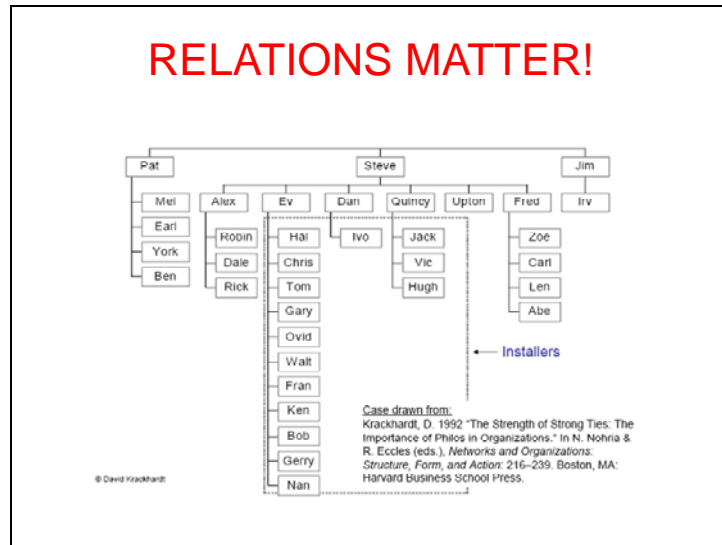 RELATIONS MATTER!
Pat Steve Jim
Mel Alex Ev Dan Quincy Upton Fred Irv
Earl Robin Hal Ivo Jack Zoe
York Dale Chris Vic Carl
Ben Rick Tom Hugh Len
Gary Abe
Ovid
Walt
Installers
Fran
Ken
Bob
Gerry
Nan
Case drawn from:
Krackhardt, D. 1992 “The Strength of Strong Ties: The
Importance of Philos in Organizations.” In N. Nohria &
R. Eccles (eds.), Networks and Organizations:
Structure, Form, and Action: 216–239. Boston, MA:
Harvard Business School Press.
© David Krackhardt